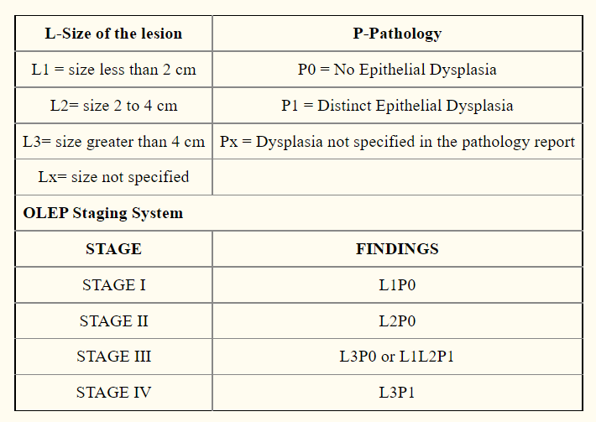 L-Size of the lesion P-Pathology
L1 = size less than 2 cm P0 = No Epithelial Dysplasia
L2= size 2 to 4 cm P1 = Distinct Epithelial Dysplasia
L3= size greater than 4 cm Px = Dysplasia not specified in the pathology report
Lx= size not specified
OLEP Staging System
STAGE FINDINGS
STAGE I L1P0
STAGE II L2P0
STAGE III L3P0 or L1L2P1
STAGE IV L3P1